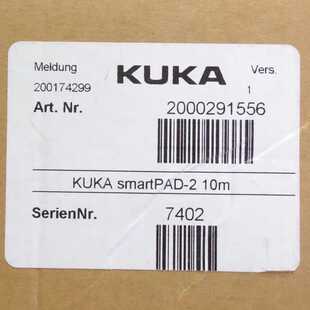 Meldung KUKA Vers.
200174299 1
Art. Nr. 2000291556
KUKA smartPAD-2 10m
SerienNr. 7402